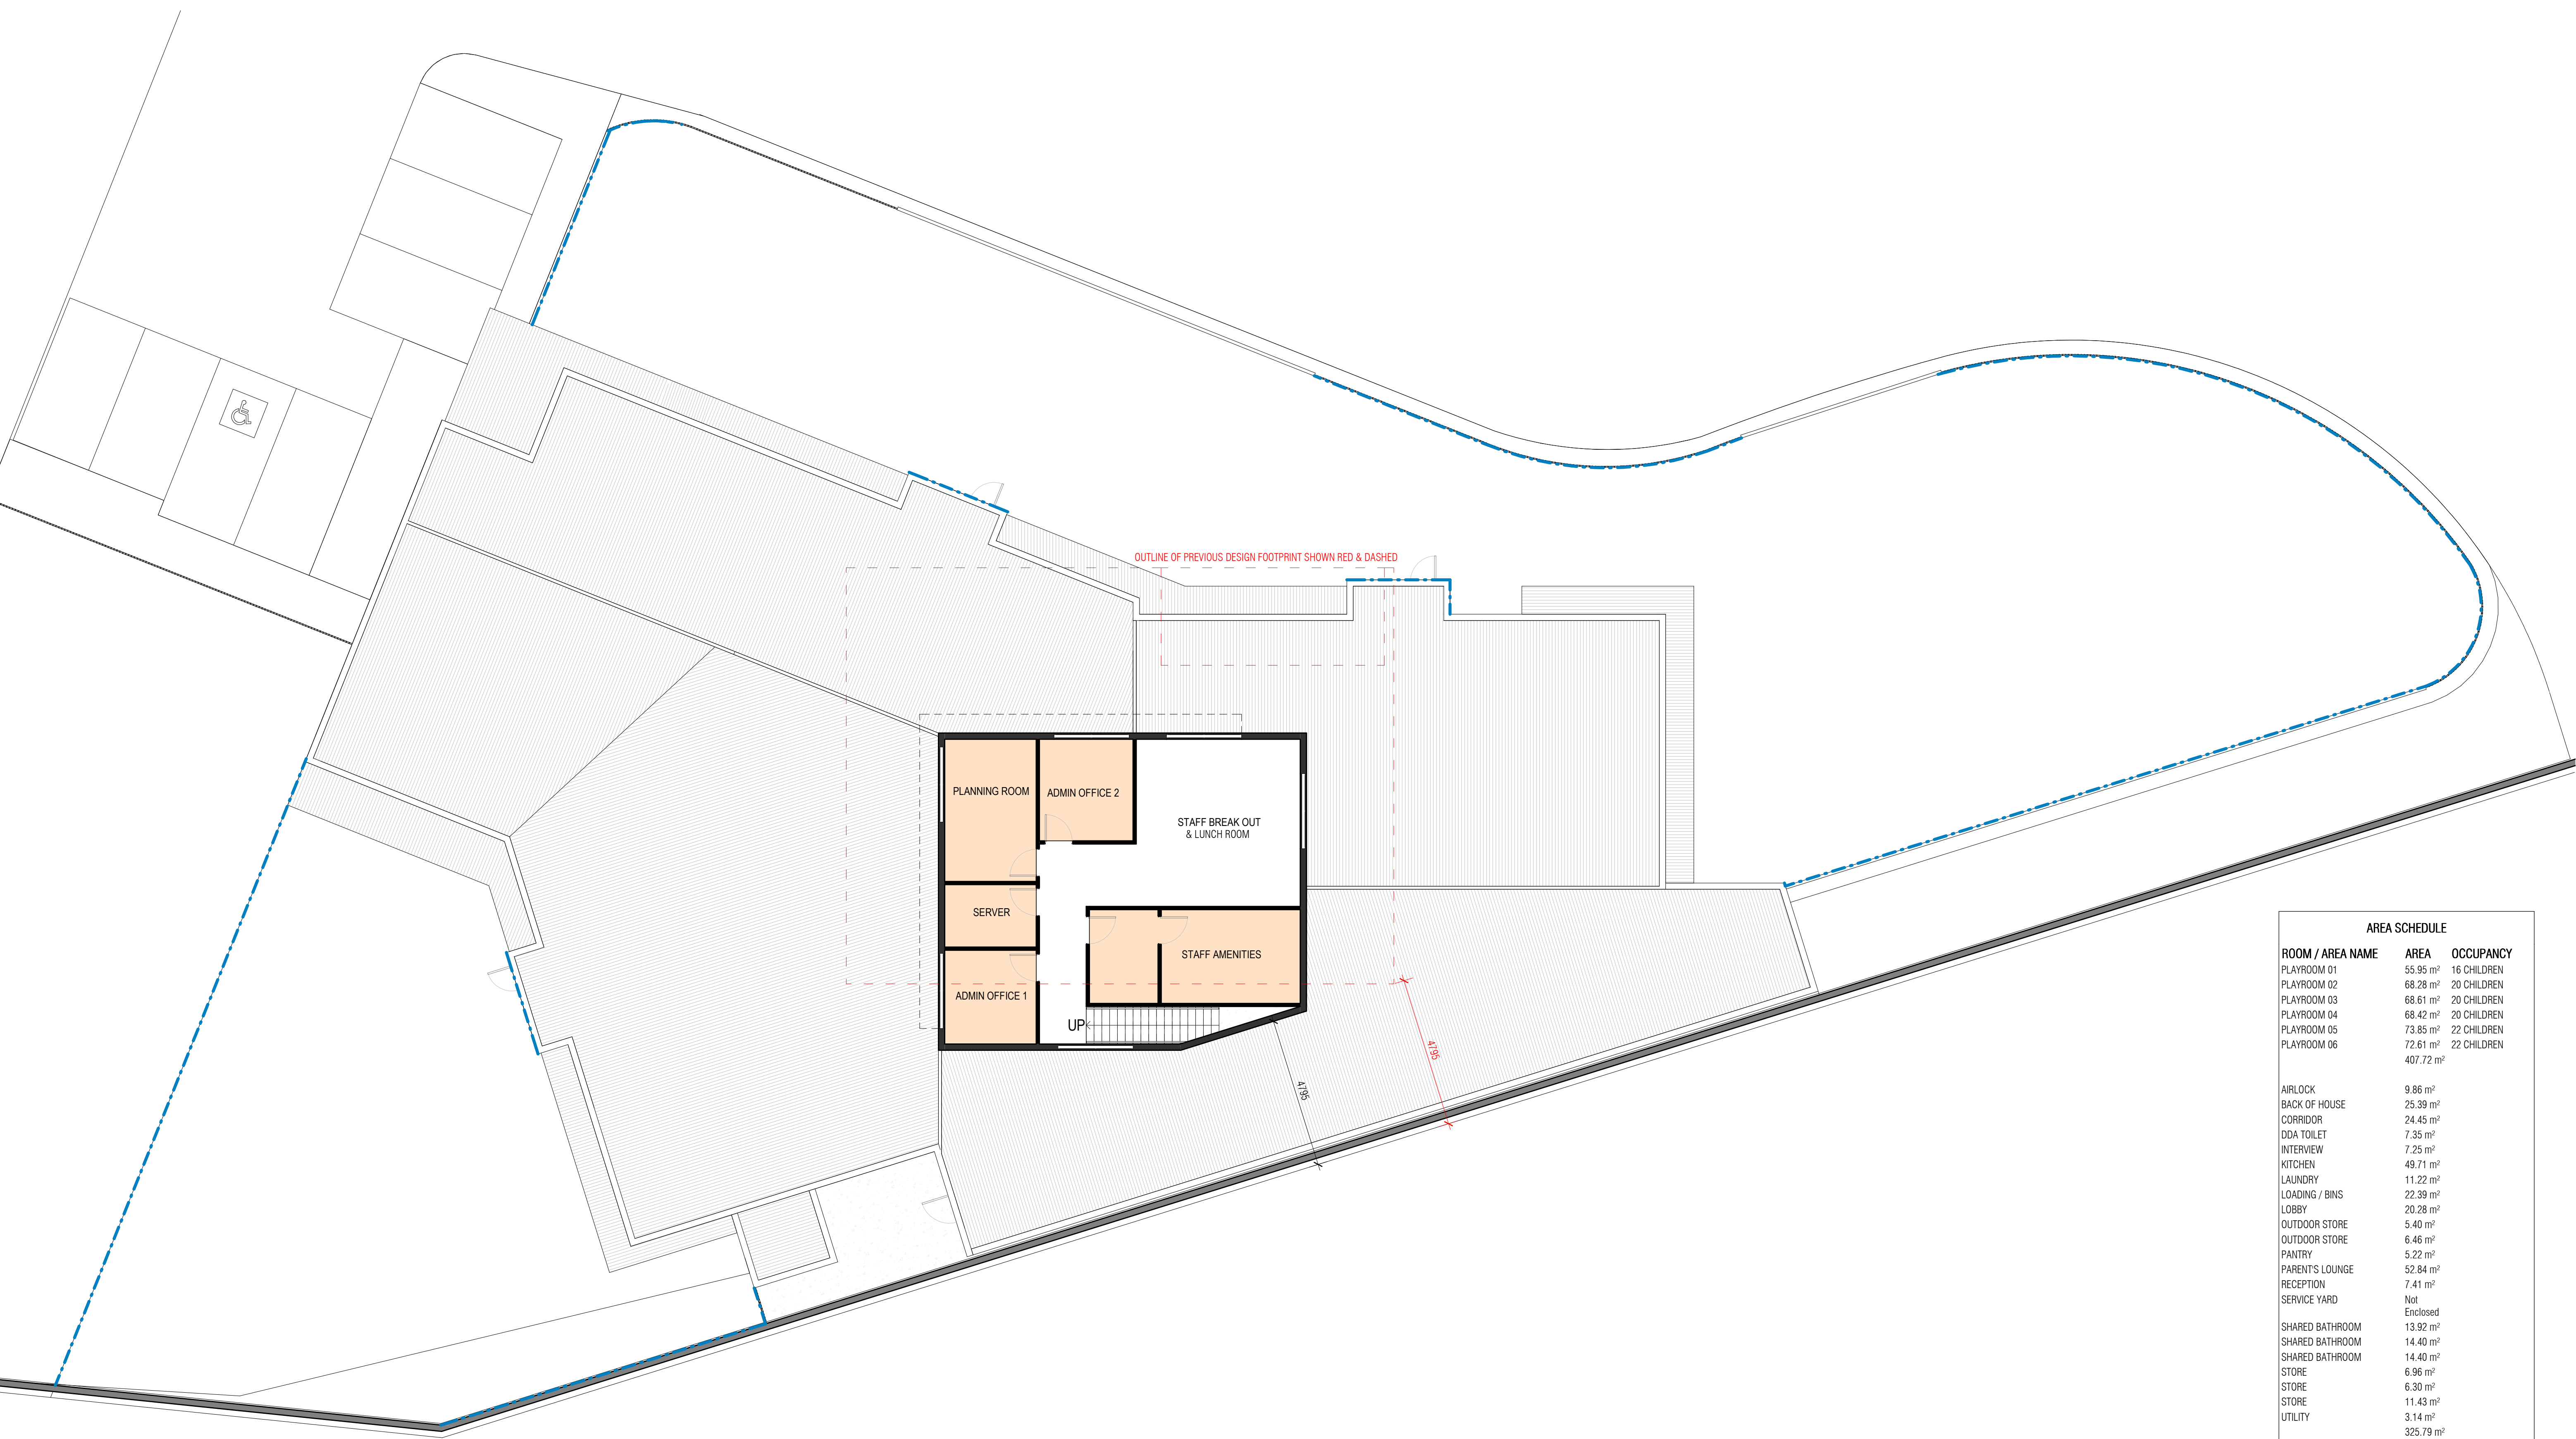 OUTLINE OF PREVIOUS DESIGN FOOTPRINT SHOWN RED & DASHED
PLANNING ROOM
ADMIN OFFICE 2
STAFF BREAK OUT
& LUNCH ROOM
SERVER
STAFF AMENITIES
ADMIN OFFICE 1
UP
4795
4795
AREA SCHEDULE
ROOM / AREA NAME AREA OCCUPANCY
PLAYROOM 01 55.95 m² 16 CHILDREN
PLAYROOM 02 68.28 m² 20 CHILDREN
PLAYROOM 03 68.61 m² 20 CHILDREN
PLAYROOM 04 68.42 m² 20 CHILDREN
PLAYROOM 05 73.85 m² 22 CHILDREN
PLAYROOM 06 72.61 m² 22 CHILDREN
407.72 m²
AIRLOCK 9.86 m²
BACK OF HOUSE 25.39 m²
CORRIDOR 24.45 m²
DDA TOILET 7.35 m²
INTERVIEW 7.25 m²
KITCHEN 49.71 m²
LAUNDRY 11.22 m²
LOADING / BINS 22.39 m²
LOBBY 20.28 m²
OUTDOOR STORE 5.40 m²
OUTDOOR STORE 6.46 m²
PANTRY 5.22 m²
PARENT'S LOUNGE 52.84 m²
RECEPTION 7.41 m²
SERVICE YARD Not
Enclosed
SHARED BATHROOM 13.92 m²
SHARED BATHROOM 14.40 m²
SHARED BATHROOM 14.40 m²
STORE 6.96 m²
STORE 6.30 m²
STORE 11.43 m²
UTILITY 3.14 m²
325.79 m²